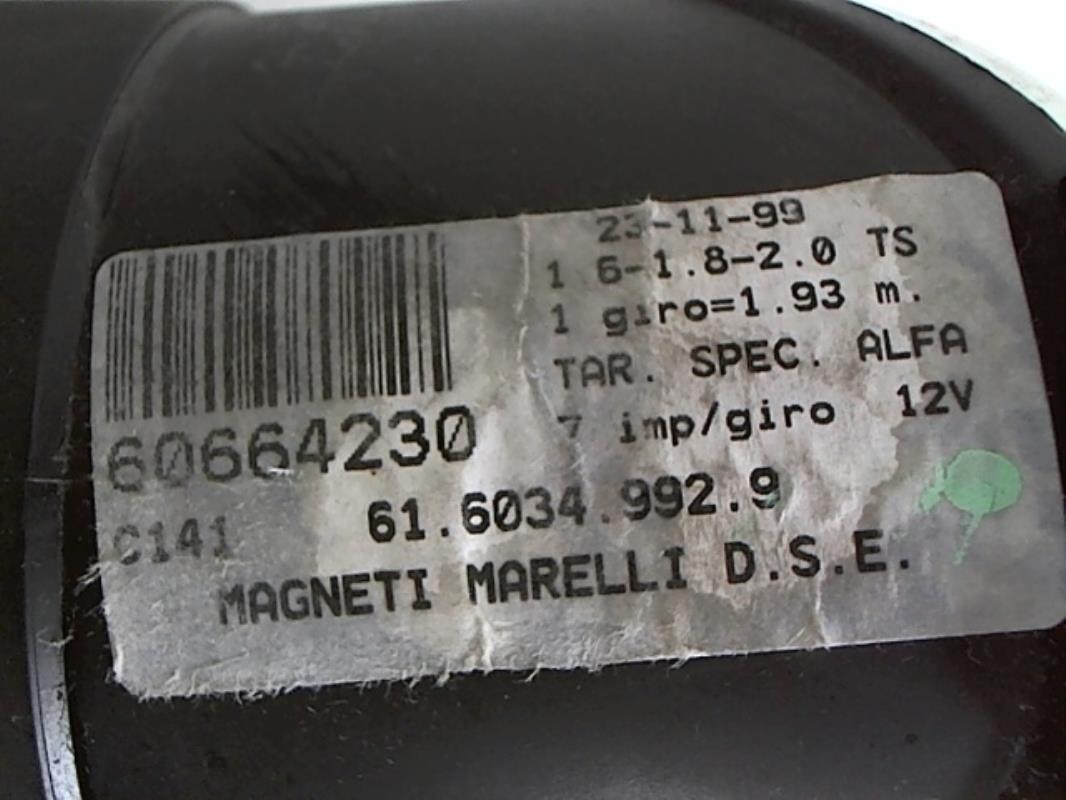 23-11-99
1 6-1.8-2.0 TS
1 giro=1.93 m.
TAR. SPEC. ALFA
7 imp/giro 12V
60664230
61.6034.992.9
C141
MAGNETI MARELLI D.S.E.